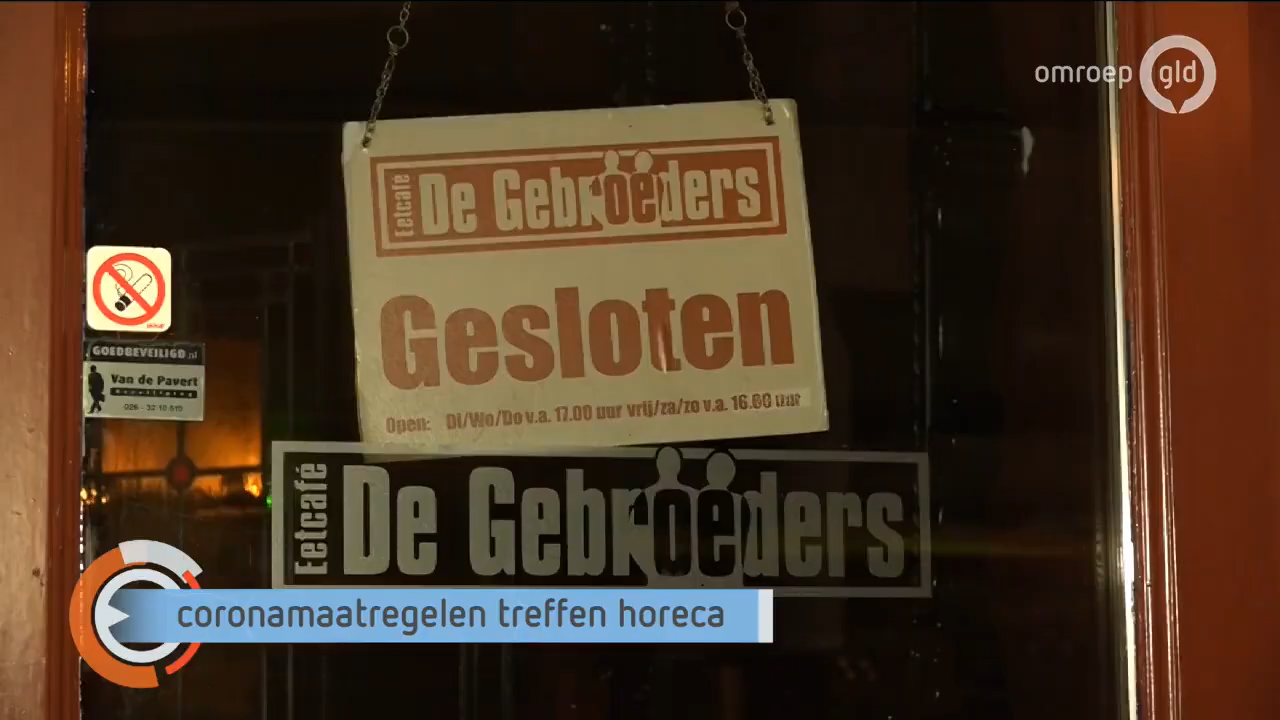 omroep gld
Eetcafé De Gebroeders
Gesloten
Open: Di/Wo/Do v.a. 17.00 uur vrij/za/zo v.a. 16.00 uur
GOEDBEVEILIGD.nl
Van de Pavert
Beveiliging
Eetcafé De Gebroeders
coronamaatregelen treffen horeca